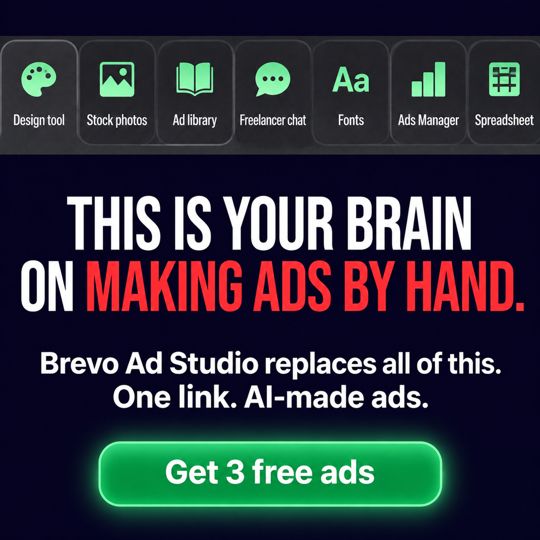 Design tool
Stock photos
Ad library
Freelancer chat
Aa
Fonts
Ads Manager
Spreadsheet
THIS IS YOUR BRAIN
ON MAKING ADS BY HAND.
Brevo Ad Studio replaces all of this.
One link. AI-made ads.
Get 3 free ads